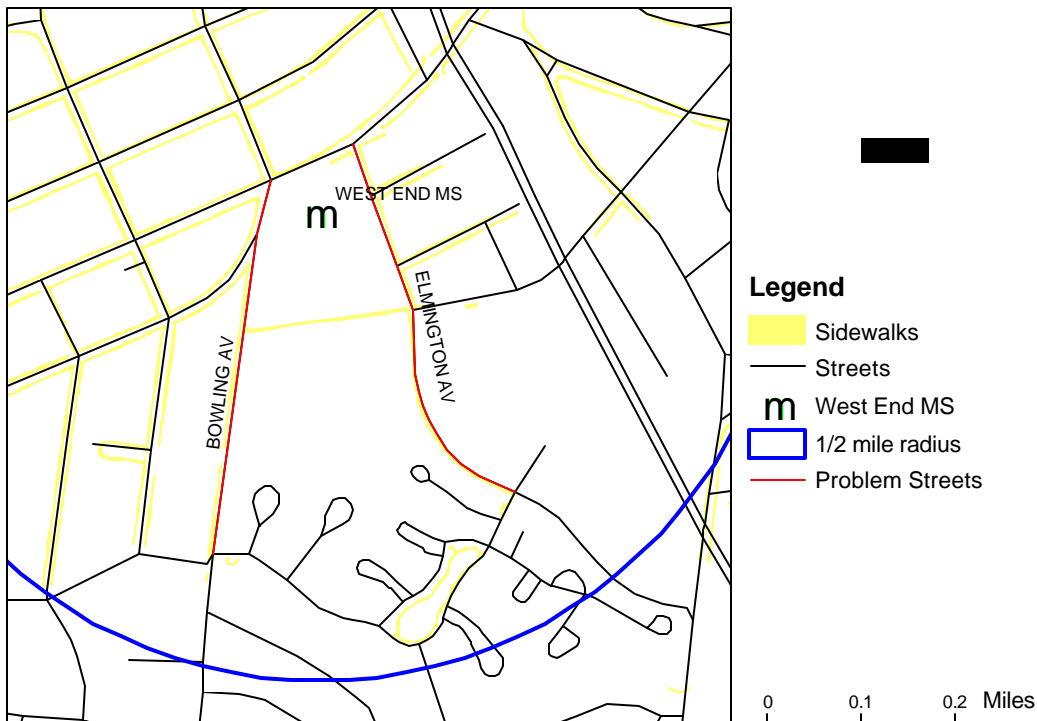 WEST END MS
m
ELMINGTON AV
BOWLING AV
Legend
Sidewalks
Streets
m West End MS
1/2 mile radius
Problem Streets
0 0.1 0.2 Miles